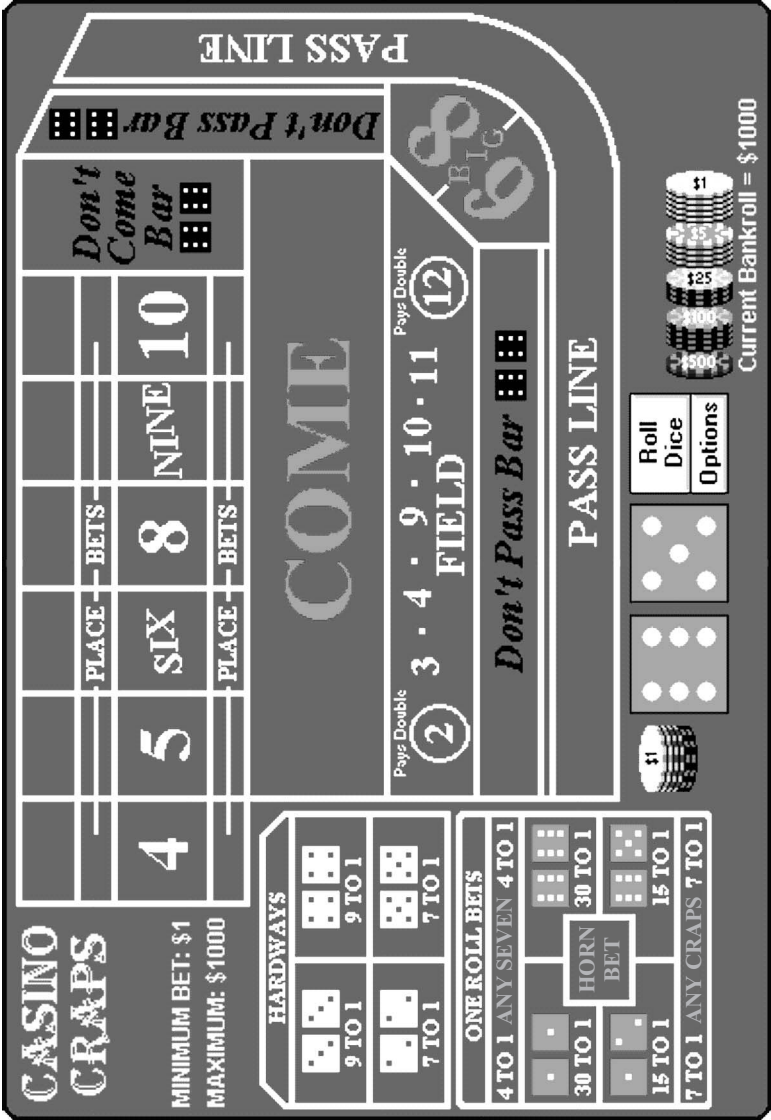 CASINO
CRAPS
MINIMUM BET: $1
MAXIMUM: $1000
PLACE BETS
4 5 SIX 8 NINE 10
PLACE BETS
Don't
Come
Bar
Don't Pass Bar
PASS LINE
COME
BIG
6 8
Pays Double Pays Double
2 3 · 4 · 9 · 10 · 11 12
FIELD
Don't Pass Bar
PASS LINE
HARDWAYS
9 TO 1 9 TO 1
7 TO 1 7 TO 1
ONE ROLL BETS
4 TO 1 ANY SEVEN 4 TO 1
30 TO 1 30 TO 1
HORN
BET
15 TO 1 15 TO 1
7 TO 1 ANY CRAPS 7 TO 1
$1
Roll
Dice
Options
$500 $100 $25 $5 $1
Current Bankroll = $1000